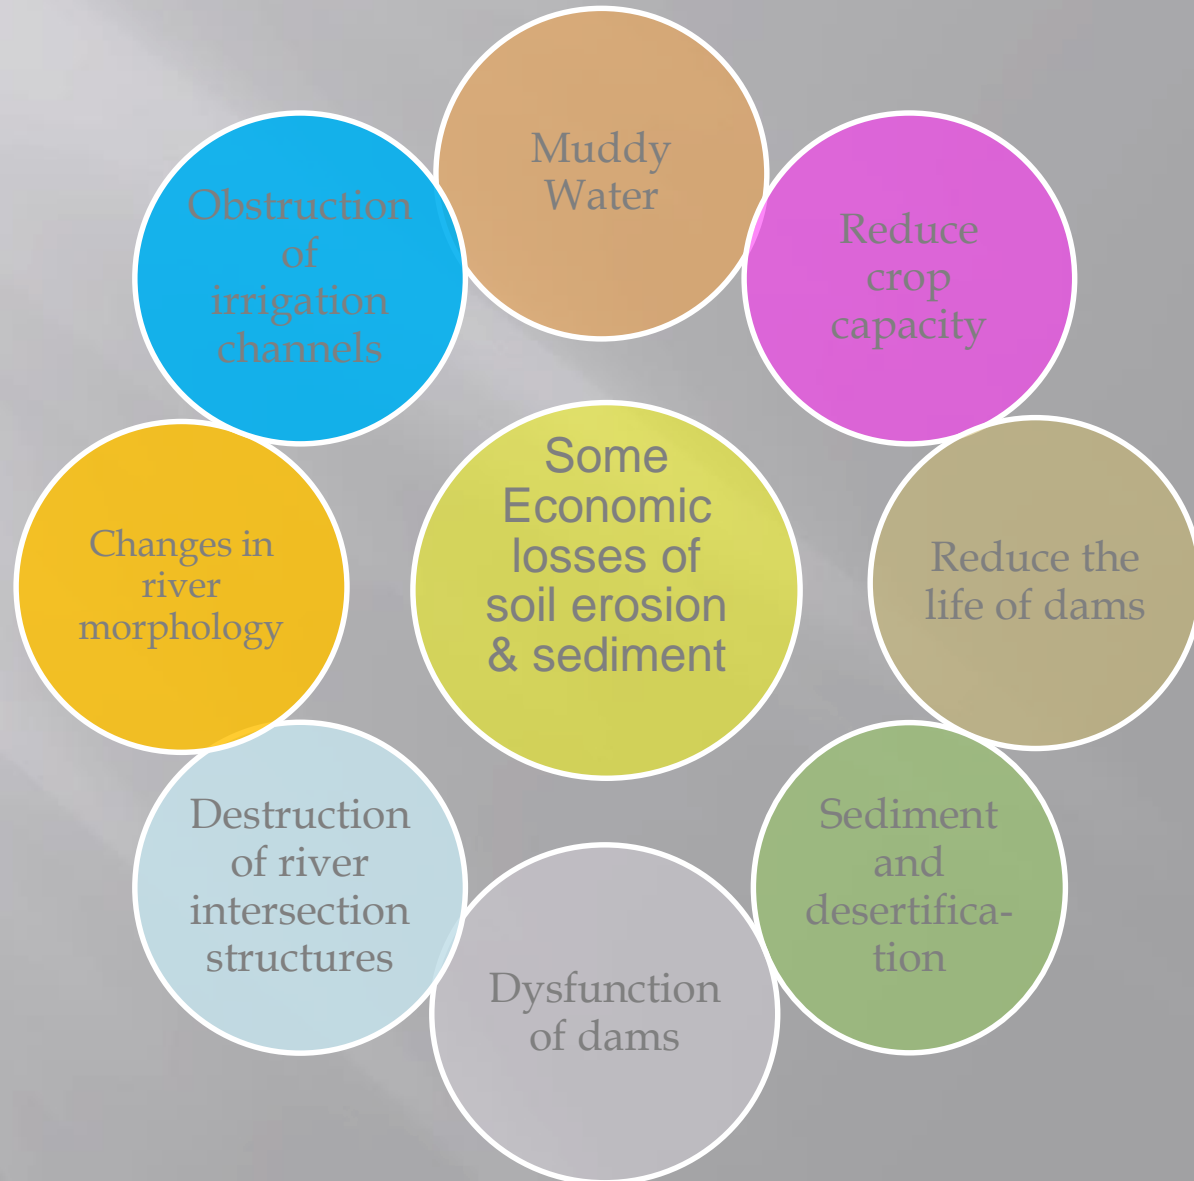 Muddy
Water
Obstruction
of
irrigation
channels
Reduce
crop
capacity
Some
Economic
losses of
soil erosion
& sediment
Changes in
river
morphology
Reduce the
life of dams
Destruction
of river
intersection
structures
Sediment
and
desertifica-
tion
Dysfunction
of dams